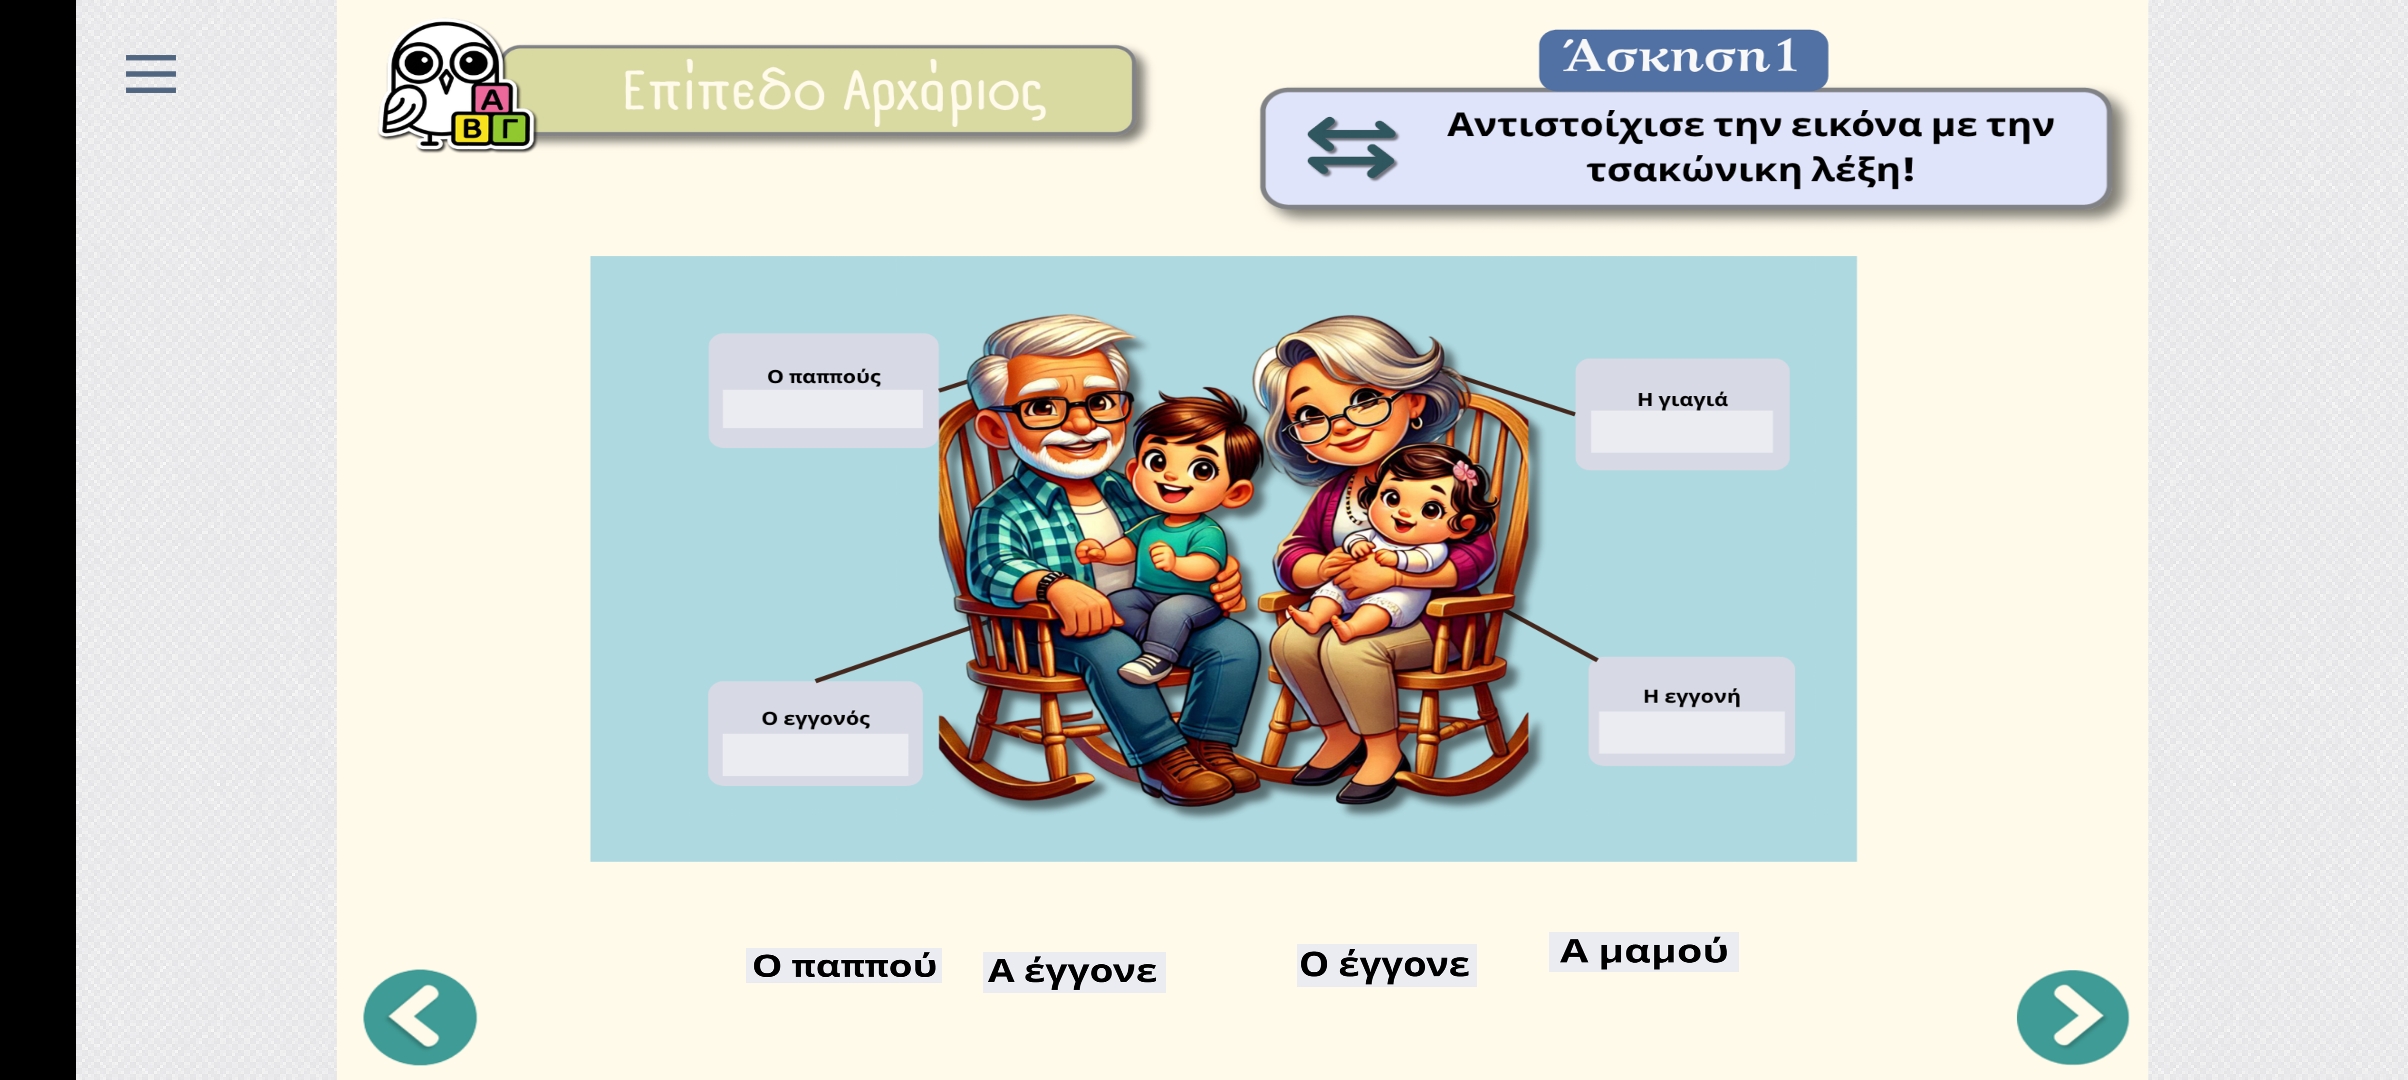 Επίπεδο Αρχάριος
Άσκηση 1
Αντιστοίχισε την εικόνα με την
τσακώνικη λέξη!
Α
Β Γ
Ο παππούς
Η γιαγιά
Ο εγγονός
Η εγγονή
Ο παππού
Α έγγονε
Ο έγγονε
Α μαμού